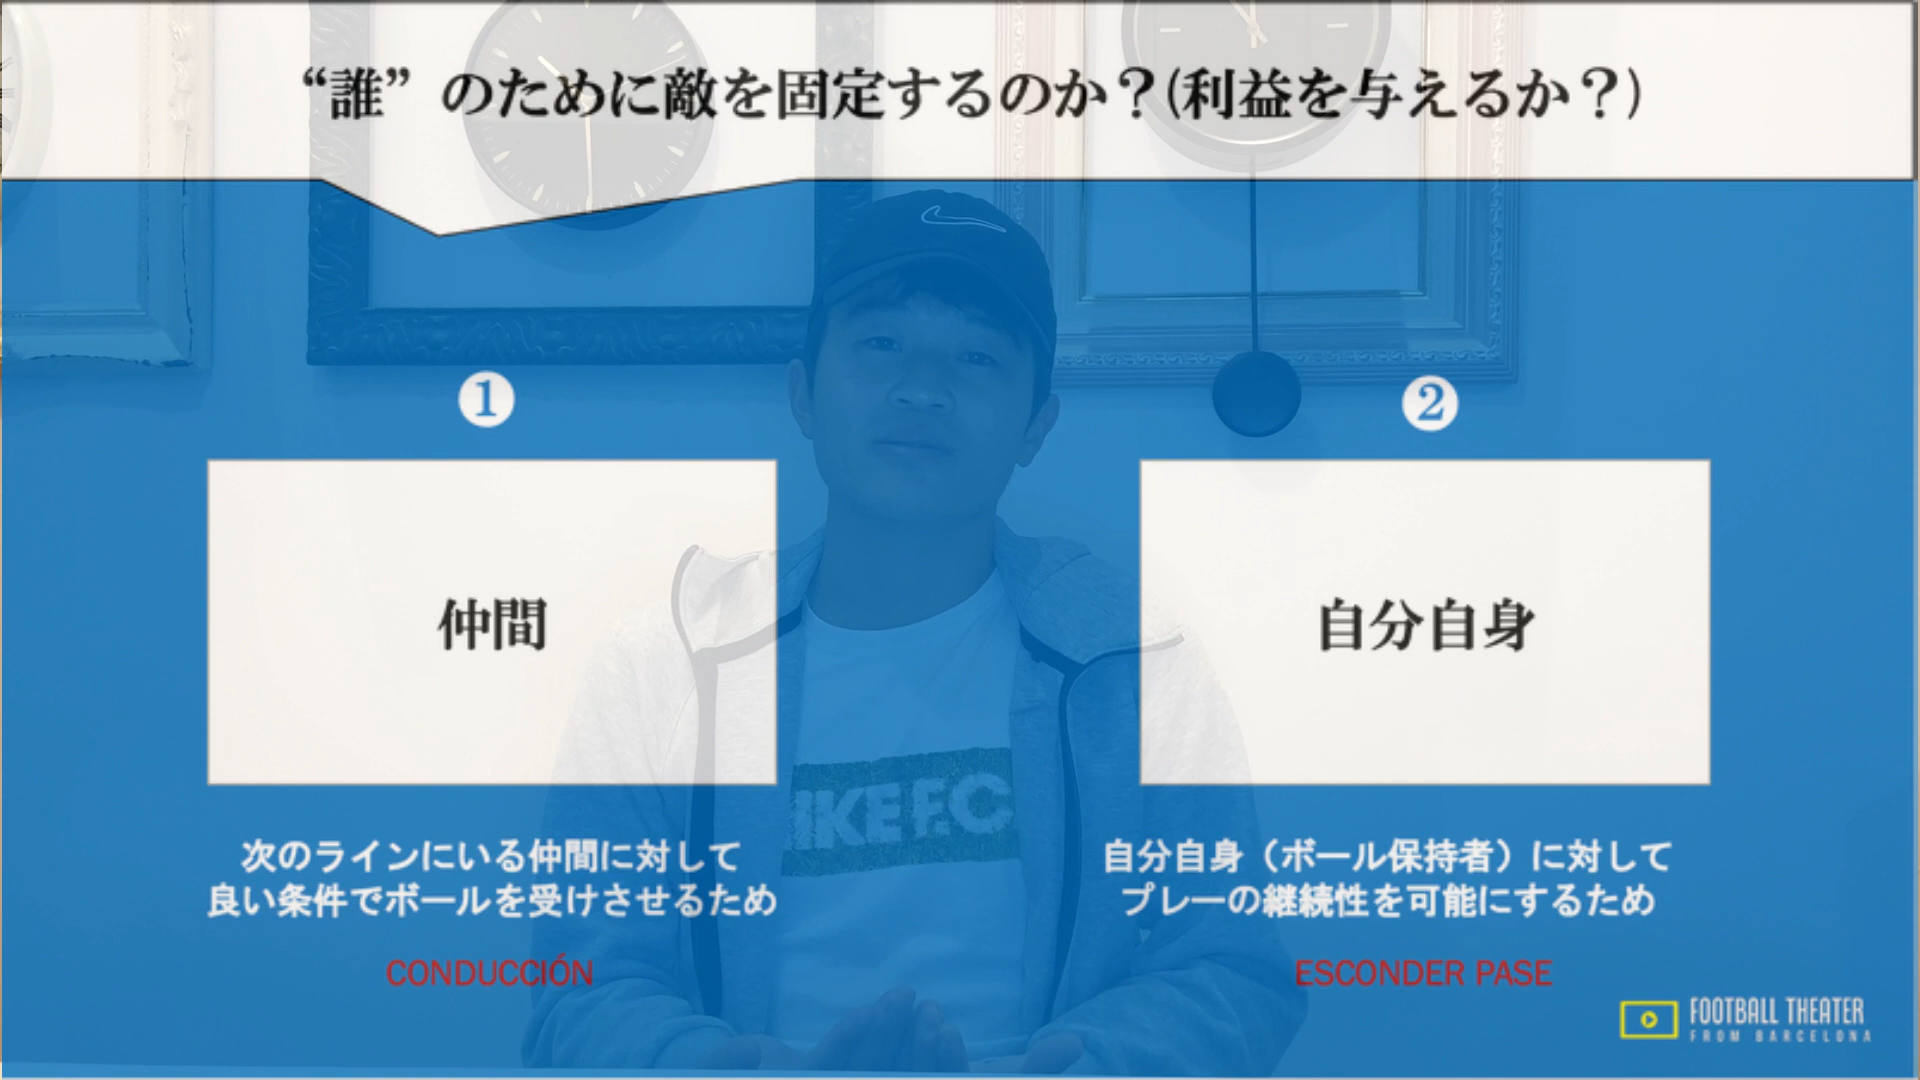 “誰”のために敵を固定するのか？(利益を与えるか？)
❶
❷
仲間
自分自身
次のラインにいる仲間に対して
良い条件でボールを受けさせるため
自分自身（ボール保持者）に対して
プレーの継続性を可能にするため
CONDUCCIÓN
ESCONDER PASE
IKE F.C
FOOTBALL THEATER
FROM BARCELONA